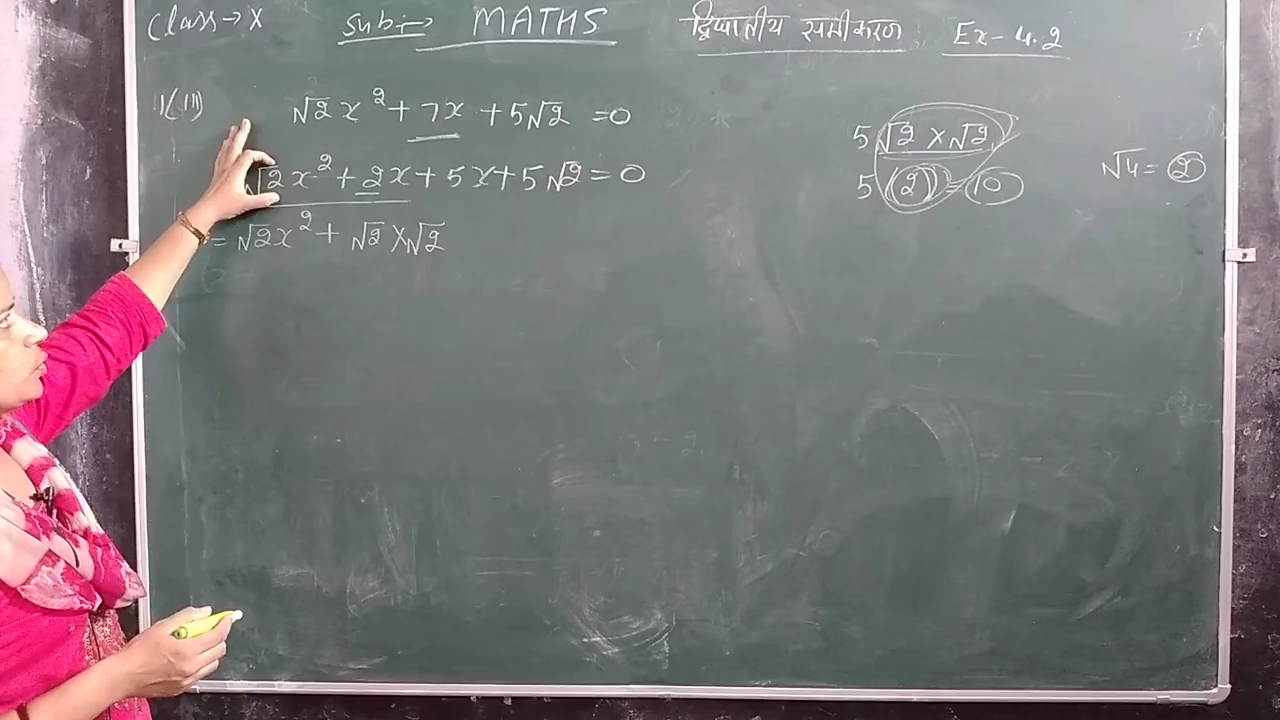 Class → X Sub :→ MATHS द्विघातीय समीकरण Ex - 4.2
1(iii) √2x² + 7x + 5√2 = 0
√2x² + 2x + 5x + 5√2 = 0
= √2x² + √2 × √2
5 √2 × √2
5 (2) = 10
√4 = 2